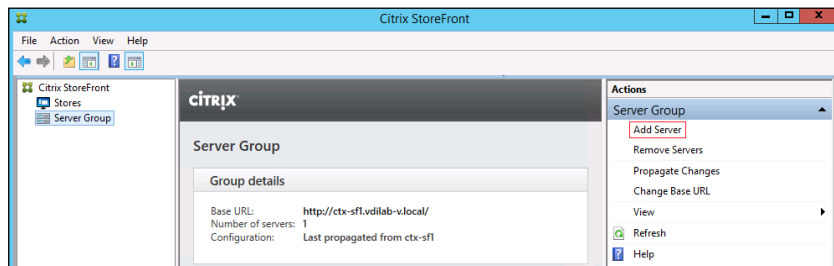 Citrix StoreFront
File Action View Help
Citrix StoreFront
Stores
Server Group
CİTRIX
Server Group
Group details
Base URL: http://ctx-sf1.vdilab-v.local/
Number of servers: 1
Configuration: Last propagated from ctx-sf1
Actions
Server Group
Add Server
Remove Servers
Propagate Changes
Change Base URL
View
Refresh
Help